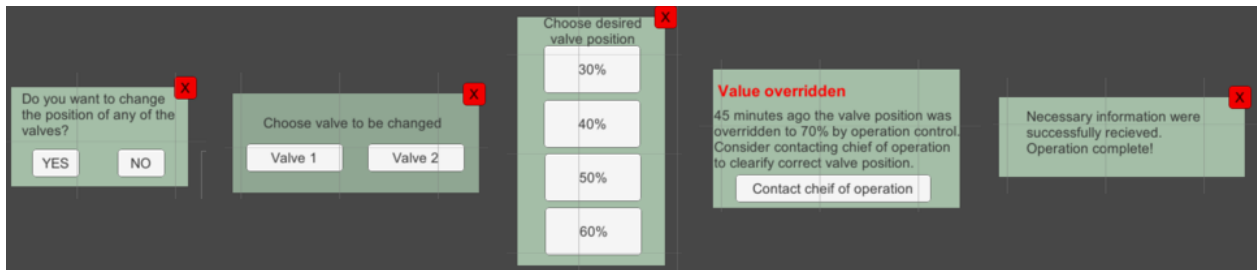 X
Do you want to change
the position of any of the
valves?
YES
NO
X
Choose valve to be changed
Valve 1
Valve 2
X
Choose desired
valve position
30%
40%
50%
60%
Value overridden
45 minutes ago the valve position was
overridden to 70% by operation control.
Consider contacting chief of operation
to clearify correct valve position.
Contact cheif of operation
X
Necessary information were
successfully recieved.
Operation complete!